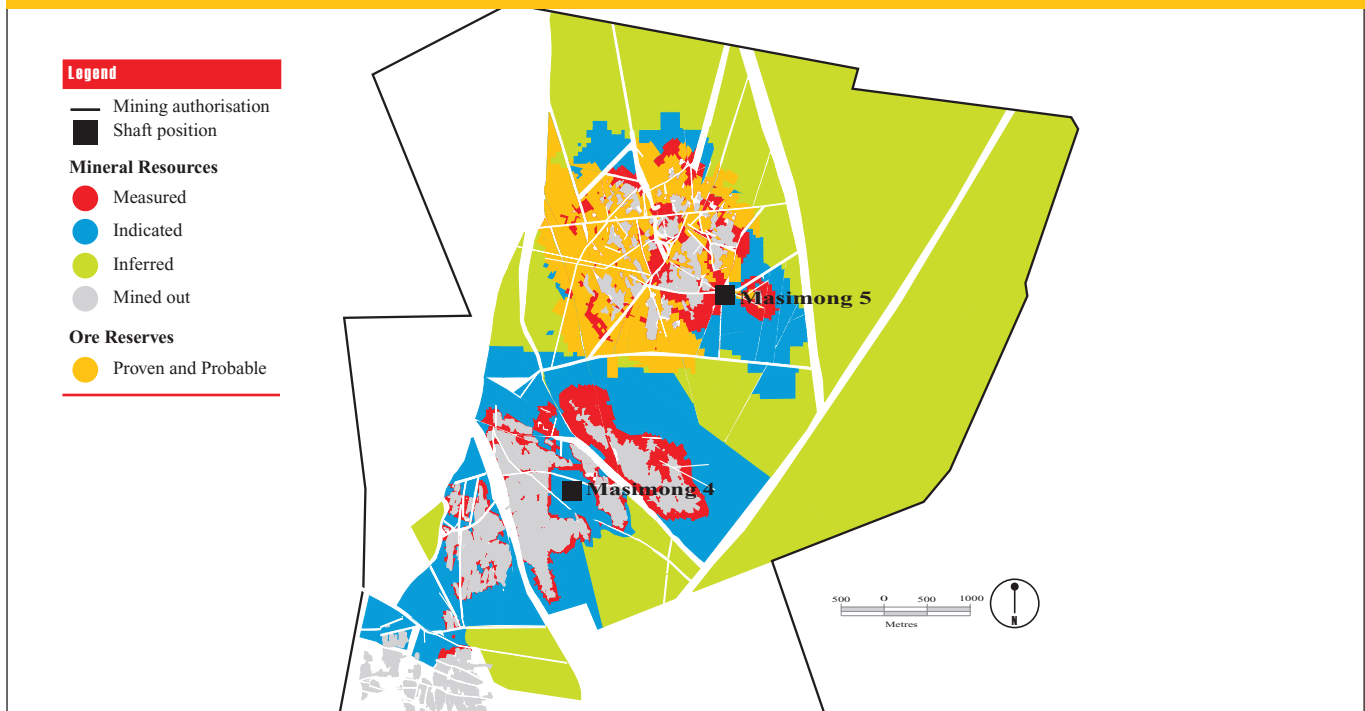 Legend
Mining authorisation
Shaft position
Mineral Resources
Measured
Indicated
Inferred
Mined out
Ore Reserves
Proven and Probable
Masimong 5
Masimong 4
500 0 500 1000
Metres
N